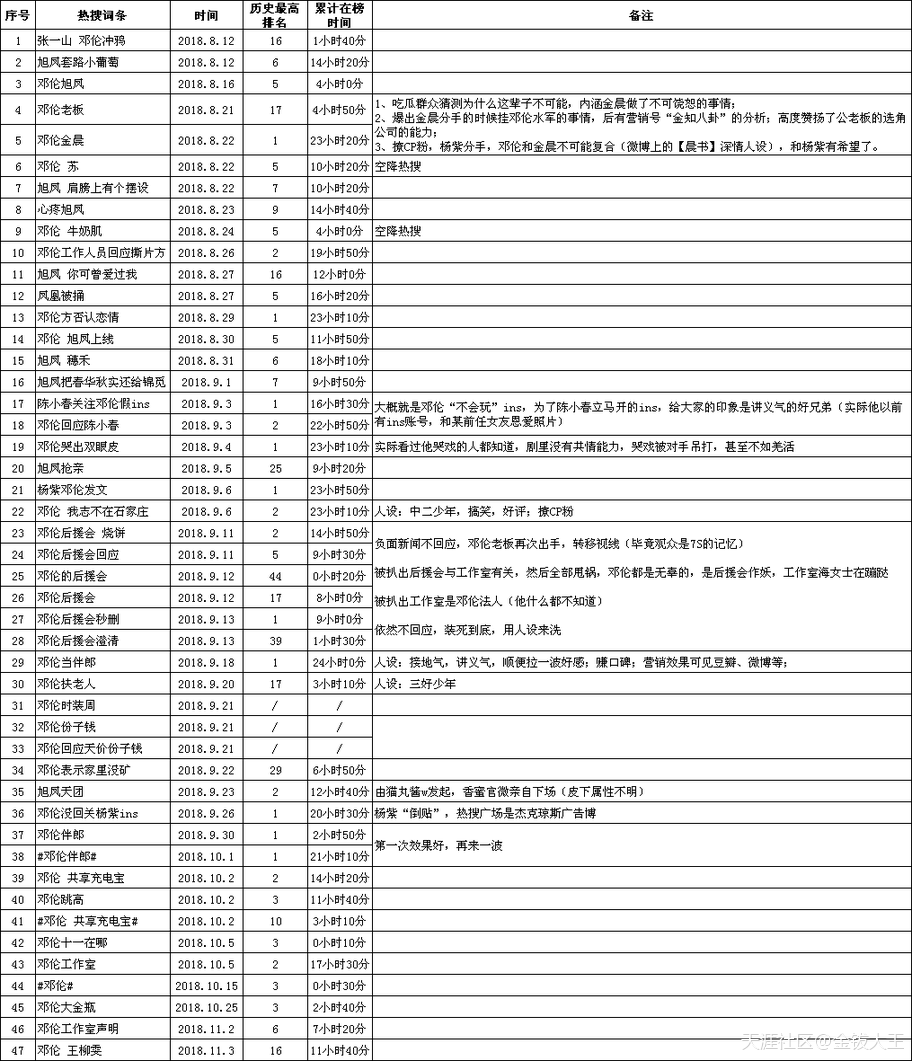 序号 热搜词条 时间 历史最高排名 累计在榜时间 备注
1 张一山 邓伦冲鸦 2018.8.12 16 1小时40分
2 旭凤套路小葡萄 2018.8.12 6 14小时20分
3 邓伦旭凤 2018.8.16 5 4小时0分
4 邓伦老板 2018.8.21 17 4小时50分
5 邓伦金晨 2018.8.22 1 23小时20分
1、吃瓜群众猜测为什么这辈子不可能，内涵金晨做了不可饶恕的事情；
2、爆出金晨分手的时候挂邓伦水军的事情，后有营销号“金知八卦”的分析；高度赞扬了公老板的选角
公司的能力；
3、撩CP粉，杨紫分手，邓伦和金晨不可能复合（微博上的【晨书】深情人设），和杨紫有希望了。
6 邓伦 苏 2018.8.22 5 10小时20分 空降热搜
7 旭凤 肩膀上有个摆设 2018.8.22 7 10小时20分
8 心疼旭凤 2018.8.23 9 14小时40分
9 邓伦 牛奶肌 2018.8.24 5 4小时0分 空降热搜
10 邓伦工作人员回应撕片方 2018.8.26 2 19小时50分
11 旭凤 你可曾爱过我 2018.8.27 16 12小时0分
12 凤凰被捅 2018.8.27 5 16小时20分
13 邓伦方否认恋情 2018.8.29 1 23小时10分
14 邓伦 旭凤上线 2018.8.30 5 11小时50分
15 旭凤 穗禾 2018.8.31 6 18小时10分
16 旭凤把春华秋实还给锦觅 2018.9.1 7 9小时50分
17 陈小春关注邓伦假ins 2018.9.3 1 16小时30分
18 邓伦回应陈小春 2018.9.3 2 22小时50分
大概就是邓伦“不会玩”ins，为了陈小春立马开的ins，给大家的印象是讲义气的好兄弟（实际他以前
有ins账号，和某前任女友恩爱照片）
19 邓伦哭出双眼皮 2018.9.4 1 23小时10分 实际看过他哭戏的人都知道，剧里没有共情能力，哭戏被对手吊打，甚至不如羌活
20 旭凤抢亲 2018.9.5 25 9小时20分
21 杨紫邓伦发文 2018.9.6 1 23小时50分
22 邓伦 我志不在石家庄 2018.9.6 2 23小时10分 人设：中二少年，搞笑，好评；撩CP粉
23 邓伦后援会 烧饼 2018.9.11 2 14小时50分
24 邓伦后援会回应 2018.9.11 5 9小时30分
25 邓伦的后援会 2018.9.12 44 0小时20分
26 邓伦后援会 2018.9.12 17 8小时0分
27 邓伦后援会秒删 2018.9.13 1 9小时0分
28 邓伦后援会澄清 2018.9.13 39 1小时30分
负面新闻不回应，邓伦老板再次出手，转移视线（毕竟观众是7S的记忆）
被扒出后援会与工作室有关，然后全部甩锅，邓伦都是无辜的，是后援会作妖，工作室海女士在蹦跶
被扒出工作室是邓伦法人（他什么都不知道）
依然不回应，装死到底，用人设来洗
29 邓伦当伴郎 2018.9.18 1 24小时0分 人设：接地气，讲义气，顺便拉一波好感；赚口碑；营销效果可见豆瓣、微博等；
30 邓伦扶老人 2018.9.20 17 3小时10分 人设：三好少年
31 邓伦时装周 2018.9.21 / /
32 邓伦份子钱 2018.9.21 / /
33 邓伦回应天价份子钱 2018.9.21 / /
34 邓伦表示家里没矿 2018.9.22 29 6小时50分
35 旭凤天团 2018.9.23 2 12小时40分 由猫丸酱w发起，香蜜官微亲自下场（皮下属性不明）
36 邓伦没回关杨紫ins 2018.9.26 1 20小时30分 杨紫“倒贴”，热搜广场是杰克琼斯广告博
37 邓伦伴郎 2018.9.30 1 2小时50分
38 #邓伦伴郎# 2018.10.1 1 21小时10分
第一次效果好，再来一波
39 邓伦 共享充电宝 2018.10.2 2 14小时20分
40 邓伦跳高 2018.10.2 3 11小时40分
41 #邓伦 共享充电宝# 2018.10.2 10 3小时10分
42 邓伦十一在哪 2018.10.5 3 0小时10分
43 邓伦工作室 2018.10.5 2 17小时30分
44 #邓伦# 2018.10.15 3 0小时30分
45 邓伦大金瓶 2018.10.25 3 2小时40分
46 邓伦工作室声明 2018.11.2 6 7小时20分
47 邓伦 王柳雯 2018.11.3 16 11小时40分
天涯社区@金钹大王